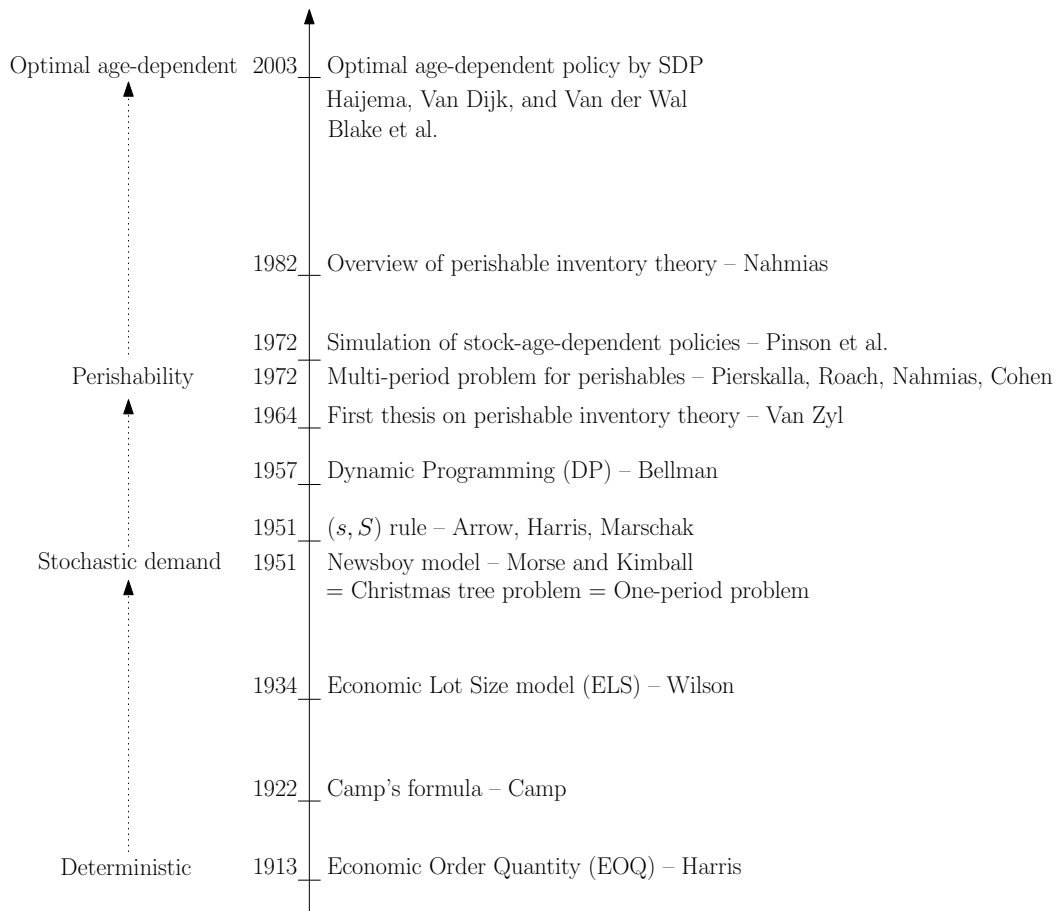 Optimal age-dependent 2003 Optimal age-dependent policy by SDP
Haijema, Van Dijk, and Van der Wal
Blake et al.
1982 Overview of perishable inventory theory – Nahmias
1972 Simulation of stock-age-dependent policies – Pinson et al.
Perishability 1972 Multi-period problem for perishables – Pierskalla, Roach, Nahmias, Cohen
1964 First thesis on perishable inventory theory – Van Zyl
1957 Dynamic Programming (DP) – Bellman
1951 (s, S) rule – Arrow, Harris, Marschak
Stochastic demand 1951 Newsboy model – Morse and Kimball
= Christmas tree problem = One-period problem
1934 Economic Lot Size model (ELS) – Wilson
1922 Camp's formula – Camp
Deterministic 1913 Economic Order Quantity (EOQ) – Harris